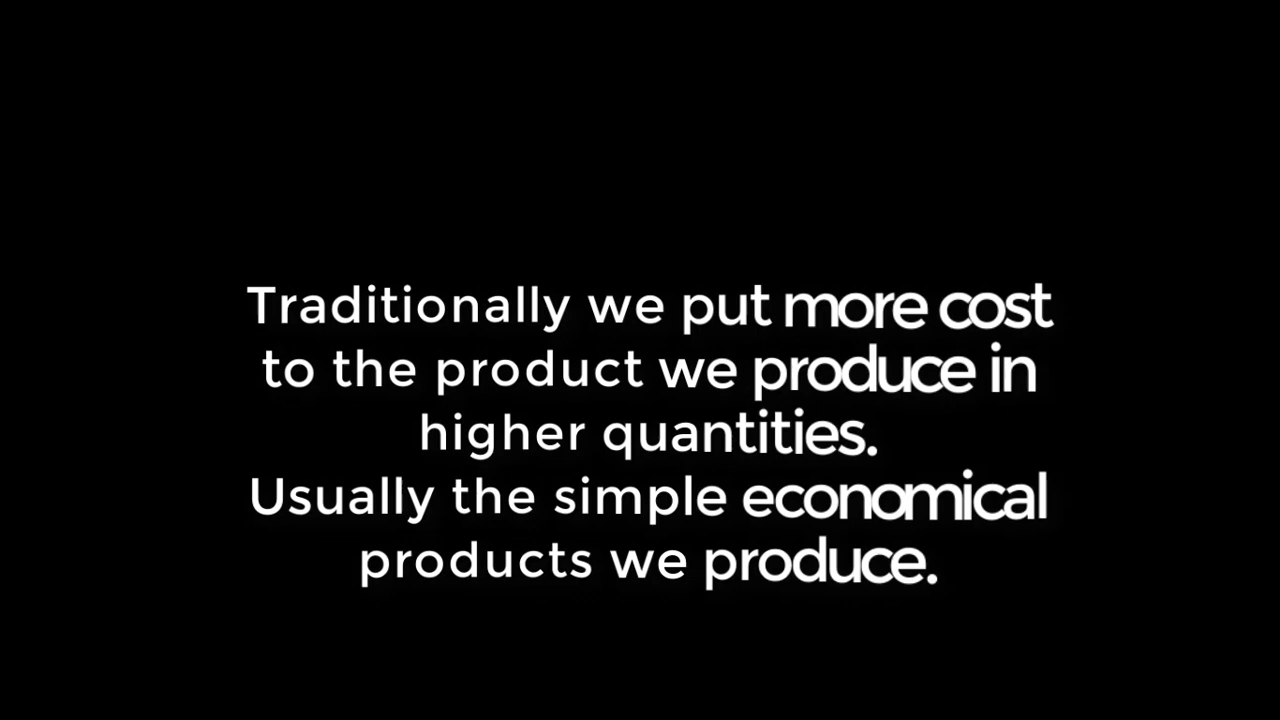 Traditionally we put more cost
to the product we produce in
higher quantities.
Usually the simple economical
products we produce.